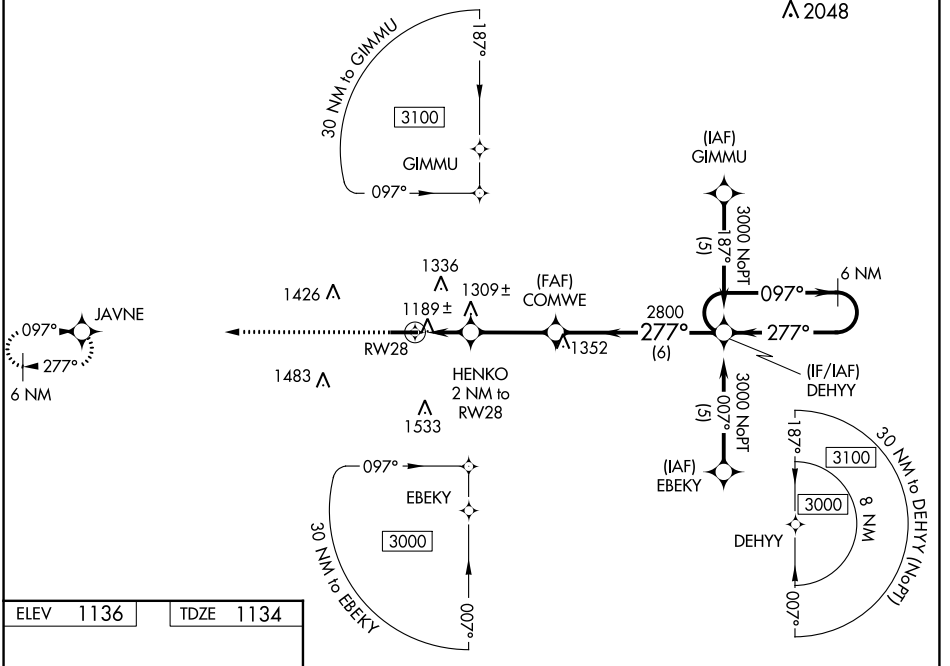 2048
30 NM to GIMMU
187°
3100
GIMMU
097°
(IAF)
GIMMU
3000 NoPT
187°
(5)
6 NM
097°
277°
1426
1336
1309±
1189±
(FAF)
COMWE
2800
277°
(6)
1352
JAVNE
097°
277°
6 NM
RW28
HENKO
2 NM to
RW28
1483
1533
(IF/IAF)
DEHYY
3000 NoPT
007°
(5)
(IAF)
EBEKY
097°
EBEKY
3000
30 NM to EBEKY
007°
187°
30 NM to DEHYY (NoPT)
3100
3000
8 NM
DEHYY
007°
ELEV 1136
TDZE 1134